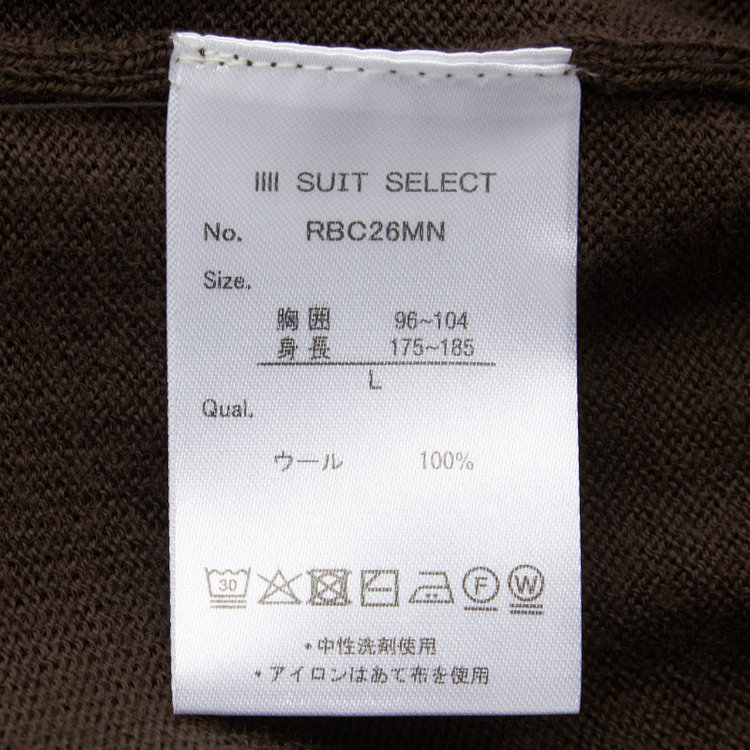 SUIT SELECT
No. RBC26MN
Size.
胸囲 96~104
身長 175~185
L
Qual.
ウール 100%
30 F W
・中性洗剤使用
・アイロンはあて布を使用